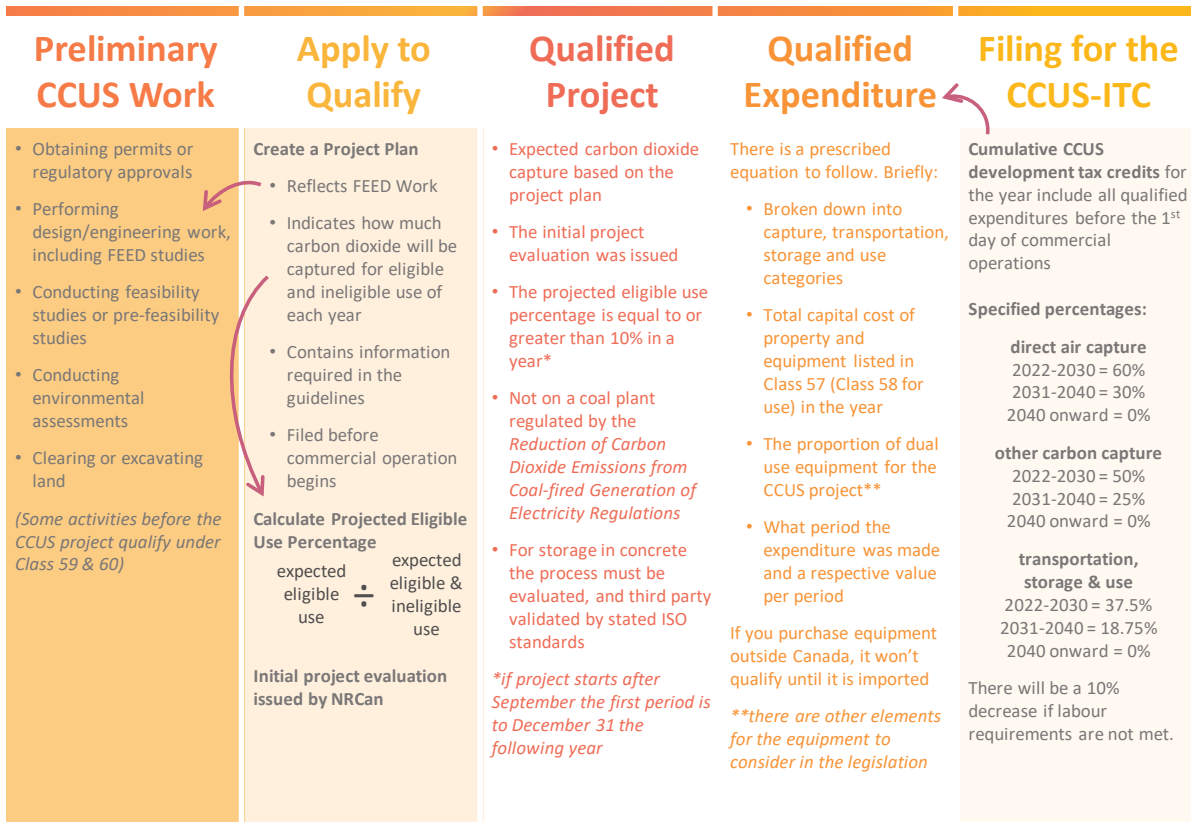 Preliminary
CCUS Work
• Obtaining permits or
regulatory approvals
• Performing
design/engineering work,
including FEED studies
• Conducting feasibility
studies or pre-feasibility
studies
• Conducting
environmental
assessments
• Clearing or excavating
land
(Some activities before the
CCUS project qualify under
Class 59 & 60)
Apply to
Qualify
Create a Project Plan
• Reflects FEED Work
• Indicates how much
carbon dioxide will be
captured for eligible
and ineligible use of
each year
• Contains information
required in the
guidelines
• Filed before
commercial operation
begins
Calculate Projected Eligible
Use Percentage
expected
eligible
use
÷
expected
eligible &
ineligible
use
Initial project evaluation
issued by NRCan
Qualified
Project
• Expected carbon dioxide
capture based on the
project plan
• The initial project
evaluation was issued
• The projected eligible use
percentage is equal to or
greater than 10% in a
year*
• Not on a coal plant
regulated by the
Reduction of Carbon
Dioxide Emissions from
Coal-fired Generation of
Electricity Regulations
• For storage in concrete
the process must be
evaluated, and third party
validated by stated ISO
standards
*if project starts after
September the first period is
to December 31 the
following year
Qualified
Expenditure
There is a prescribed
equation to follow. Briefly:
• Broken down into
capture, transportation,
storage and use
categories
• Total capital cost of
property and
equipment listed in
Class 57 (Class 58 for
use) in the year
• The proportion of dual
use equipment for the
CCUS project**
• What period the
expenditure was made
and a respective value
per period
If you purchase equipment
outside Canada, it won't
qualify until it is imported
**there are other elements
for the equipment to
consider in the legislation
Filing for the
CCUS-ITC
Cumulative CCUS
development tax credits for
the year include all qualified
expenditures before the 1st
day of commercial
operations
Specified percentages:
direct air capture
2022-2030 = 60%
2031-2040 = 30%
2040 onward = 0%
other carbon capture
2022-2030 = 50%
2031-2040 = 25%
2040 onward = 0%
transportation,
storage & use
2022-2030 = 37.5%
2031-2040 = 18.75%
2040 onward = 0%
There will be a 10%
decrease if labour
requirements are not met.